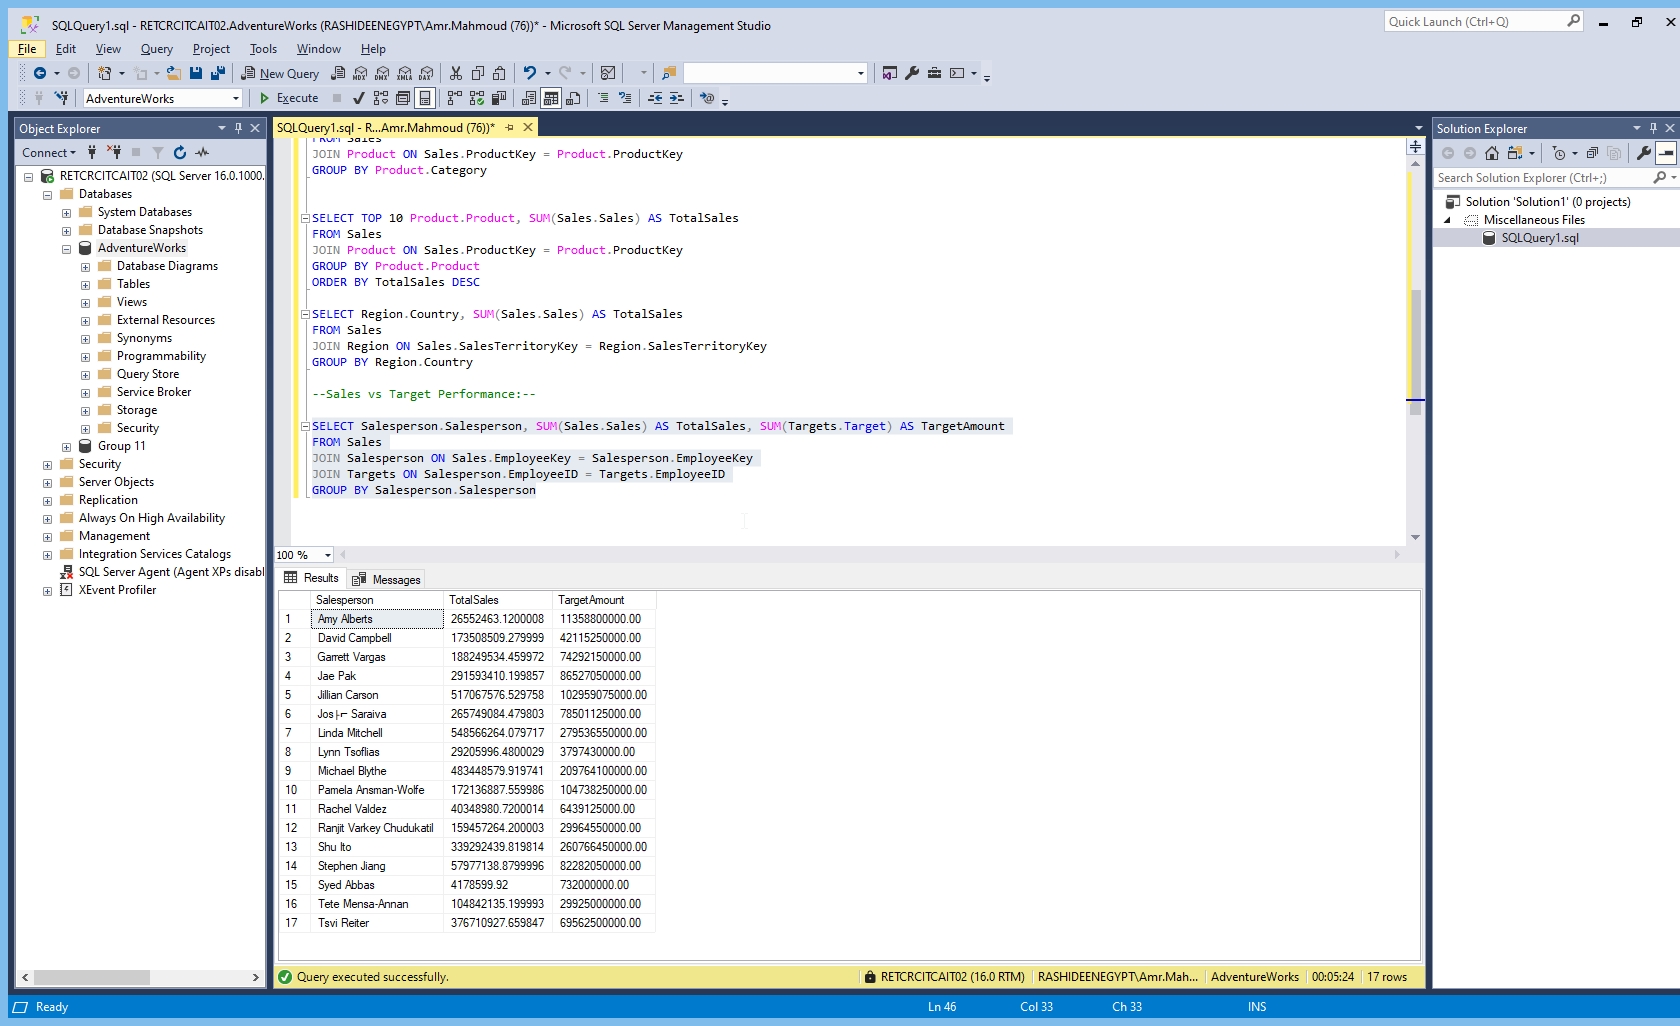 SQLQuery1.sql - RETCRCITCAIT02.AdventureWorks (RASHIDEENEGYPT\Amr.Mahmoud (76))* - Microsoft SQL Server Management Studio
Quick Launch (Ctrl+Q)
File Edit View Query Project Tools Window Help
New Query MDX DMX XMLA DAX
AdventureWorks Execute
Object Explorer
Connect
RETCRCITCAIT02 (SQL Server 16.0.1000.
Databases
System Databases
Database Snapshots
AdventureWorks
Database Diagrams
Tables
Views
External Resources
Synonyms
Programmability
Query Store
Service Broker
Storage
Security
Group 11
Security
Server Objects
Replication
Always On High Availability
Management
Integration Services Catalogs
SQL Server Agent (Agent XPs disabl
XEvent Profiler
SQLQuery1.sql - R...Amr.Mahmoud (76))*
FROM Sales
JOIN Product ON Sales.ProductKey = Product.ProductKey
GROUP BY Product.Category
SELECT TOP 10 Product.Product, SUM(Sales.Sales) AS TotalSales
FROM Sales
JOIN Product ON Sales.ProductKey = Product.ProductKey
GROUP BY Product.Product
ORDER BY TotalSales DESC
SELECT Region.Country, SUM(Sales.Sales) AS TotalSales
FROM Sales
JOIN Region ON Sales.SalesTerritoryKey = Region.SalesTerritoryKey
GROUP BY Region.Country
--Sales vs Target Performance:--
SELECT Salesperson.Salesperson, SUM(Sales.Sales) AS TotalSales, SUM(Targets.Target) AS TargetAmount
FROM Sales
JOIN Salesperson ON Sales.EmployeeKey = Salesperson.EmployeeKey
JOIN Targets ON Salesperson.EmployeeID = Targets.EmployeeID
GROUP BY Salesperson.Salesperson
100 %
Results Messages
Salesperson TotalSales TargetAmount
1 Amy Alberts 26552463.1200008 11358800000.00
2 David Campbell 173508509.279999 42115250000.00
3 Garrett Vargas 188249534.459972 74292150000.00
4 Jae Pak 291593410.199857 86527050000.00
5 Jillian Carson 517067576.529758 102959075000.00
6 Jos├⌐ Saraiva 265749084.479803 78501125000.00
7 Linda Mitchell 548566264.079717 279536550000.00
8 Lynn Tsoflias 29205996.4800029 3797430000.00
9 Michael Blythe 483448579.919741 209764100000.00
10 Pamela Ansman-Wolfe 172136887.559986 104738250000.00
11 Rachel Valdez 40348980.7200014 6439125000.00
12 Ranjit Varkey Chudukatil 159457264.200003 29964550000.00
13 Shu Ito 339292439.819814 260766450000.00
14 Stephen Jiang 57977138.8799996 82282050000.00
15 Syed Abbas 4178599.92 732000000.00
16 Tete Mensa-Annan 104842135.199993 29925000000.00
17 Tsvi Reiter 376710927.659847 69562500000.00
Query executed successfully. RETCRCITCAIT02 (16.0 RTM) RASHIDEENEGYPT\Amr.Mah... AdventureWorks 00:05:24 17 rows
Solution Explorer
Search Solution Explorer (Ctrl+;)
Solution 'Solution1' (0 projects)
Miscellaneous Files
SQLQuery1.sql
Ready Ln 46 Col 33 Ch 33 INS